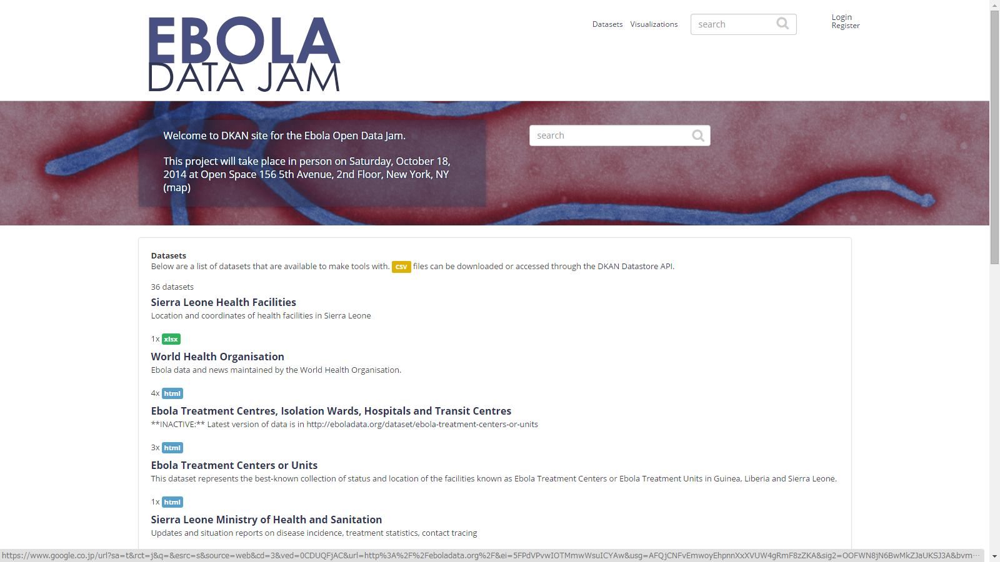 EBOLA
DATA JAM
Datasets Visualizations search Login
Register
Welcome to DKAN site for the Ebola Open Data Jam.
search
This project will take place in person on Saturday, October 18,
2014 at Open Space 156 5th Avenue, 2nd Floor, New York, NY
(map)
Datasets
Below are a list of datasets that are available to make tools with. csv files can be downloaded or accessed through the DKAN Datastore API.
36 datasets
Sierra Leone Health Facilities
Location and coordinates of health facilities in Sierra Leone
1x xlsx
World Health Organisation
Ebola data and news maintained by the World Health Organisation.
4x html
Ebola Treatment Centres, Isolation Wards, Hospitals and Transit Centres
**INACTIVE:** Latest version of data is in http://eboladata.org/dataset/ebola-treatment-centers-or-units
3x html
Ebola Treatment Centers or Units
This dataset represents the best-known collection of status and location of the facilities known as Ebola Treatment Centers or Ebola Treatment Units in Guinea, Liberia and Sierra Leone.
1x html
Sierra Leone Ministry of Health and Sanitation
Updates and situation reports on disease incidence, treatment statistics, contact tracing
https://www.google.co.jp/url?sa=t&rct=j&q=&esrc=s&source=web&cd=3&ved=0CDUQFjAC&url=http%3A%2F%2Feboladata.org%2F&ei=5FPdVPvwIOTMmwWsuICYAw&usg=AFQjCNFvEmwoyEhpnnXxXVUW4gRmF8zZKA&sig2=OOFWN8jN6BwMkZJaUKSJ3A&bvm…